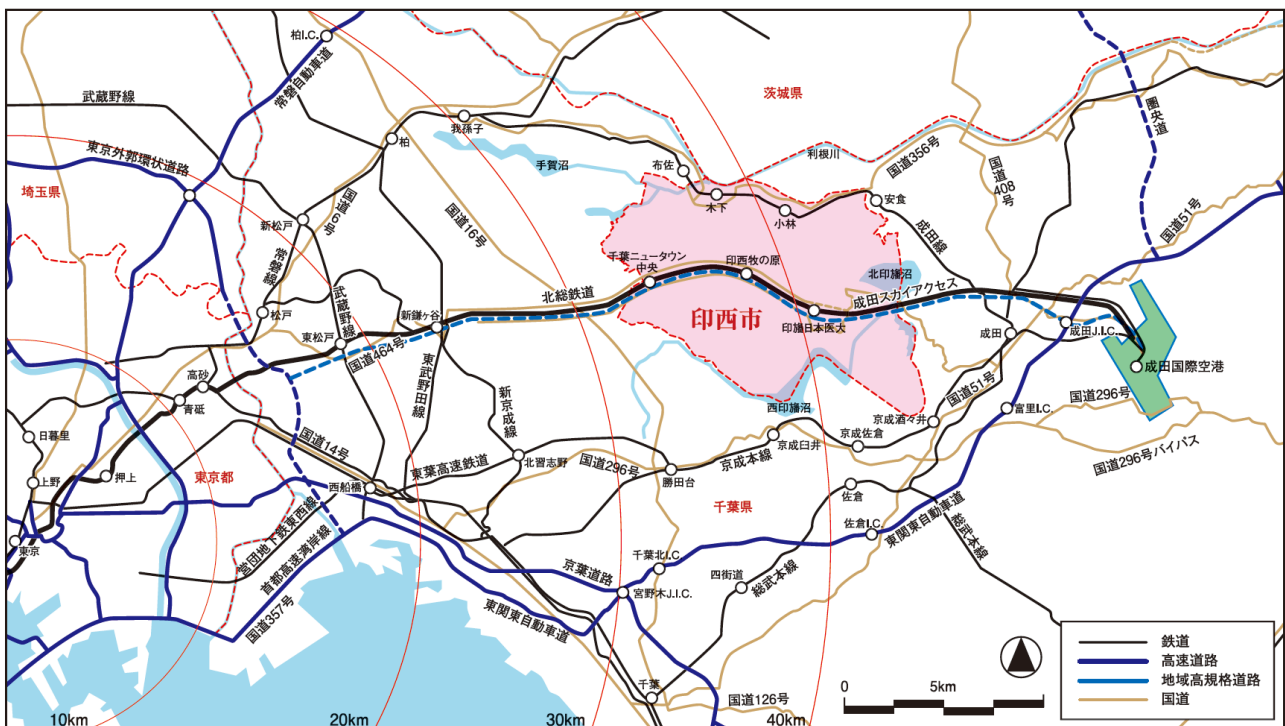 柏I.C.
常磐自動車道
武蔵野線
東京外郭環状道路
埼玉県
柏
我孫子
手賀沼
布佐
木下
小林
安食
茨城県
利根川
国道356号
国道408号
圏央道
国道51号
成田線
国道6号
新松戸
常磐線
松戸
武蔵野線
東松戸
国道16号
新鎌ヶ谷
国道464号
北総鉄道
千葉ニュータウン
中央
印西牧の原
印西市
印旛日本医大
北印旛沼
成田スカイアクセス
成田
成田J.I.C.
成田国際空港
国道296号
国道296号バイパス
富里I.C.
国道51号
京成酒々井
京成佐倉
京成臼井
西印旛沼
京成本線
勝田台
国道296号
北習志野
新京成線
東武野田線
東葉高速鉄道
西船橋
国道14号
高砂
青砥
日暮里
上野
押上
東京
東京都
営団地下鉄東西線
首都高速湾岸線
国道357号
京葉道路
東関東自動車道
宮野木J.I.C.
千葉北I.C.
四街道
総武本線
千葉県
佐倉
佐倉I.C.
東関東自動車道
総武本線
千葉
国道126号
10km
20km
30km
40km
0
5km
鉄道
高速道路
地域高規格道路
国道